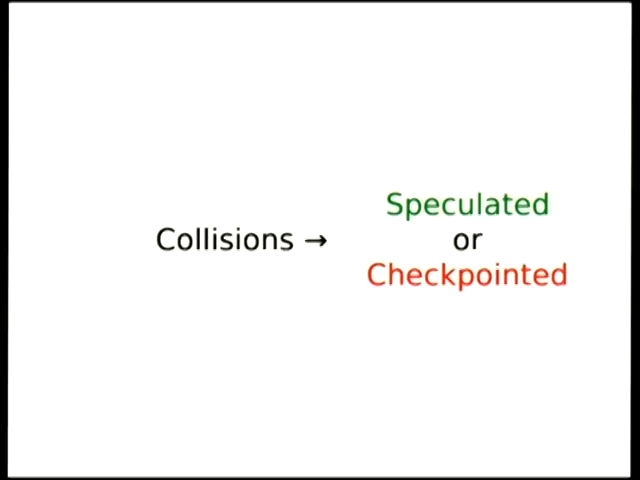 Speculated
Collisions → or
Checkpointed